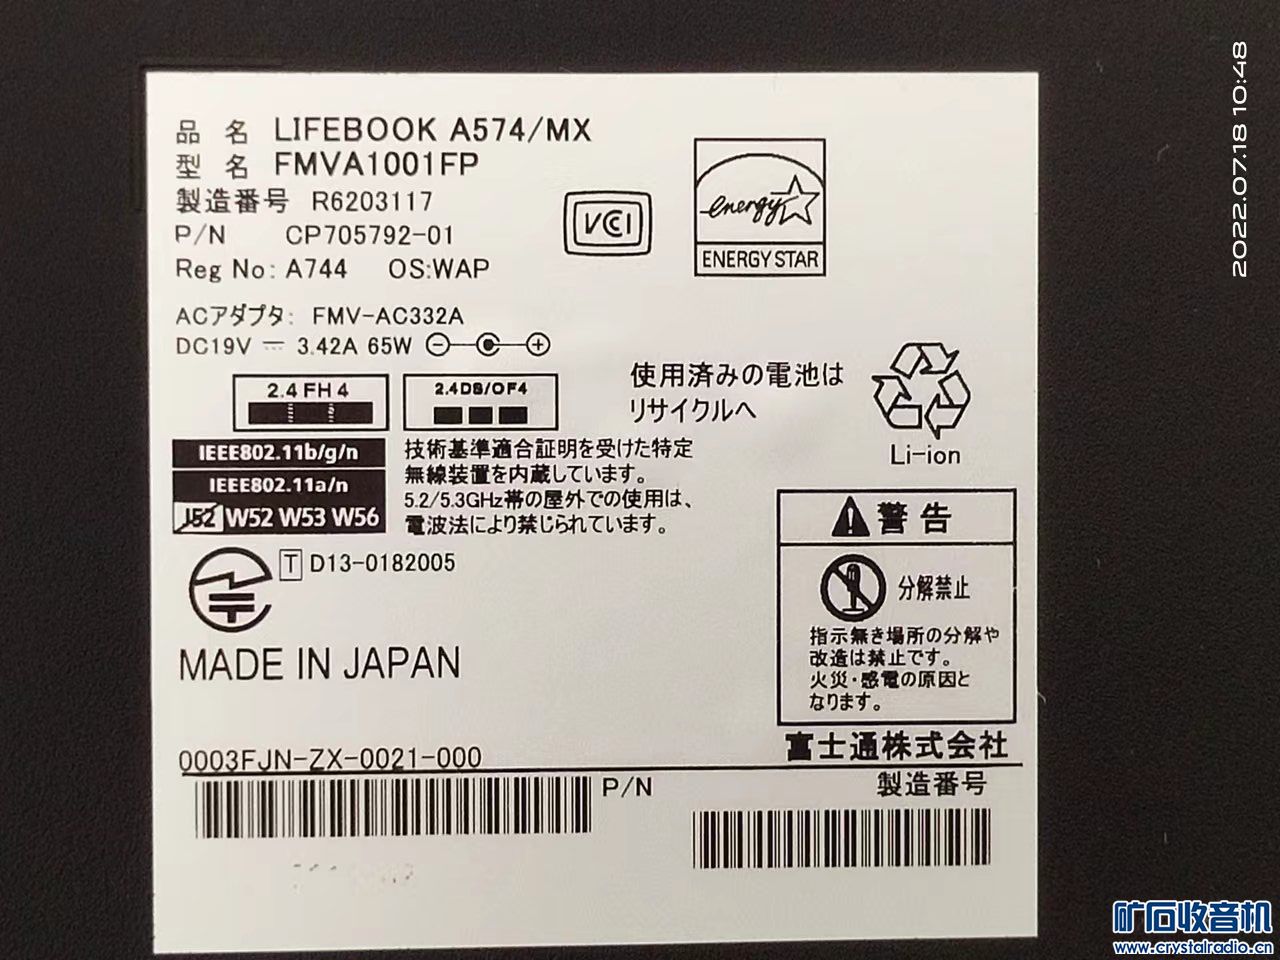 品 名 LIFEBOOK A574/MX
型 名 FMVA1001FP
製造番号 R6203117
P/N CP705792-01
Reg No: A744 OS:WAP
VCCI
energy
ENERGY STAR
ACアダプタ: FMV-AC332A
DC19V ⎓ 3.42A 65W
2.4 FH 4
2.4DS/OF4
使用済みの電池は
リサイクルへ
Li-ion
IEEE802.11b/g/n
IEEE802.11a/n
J52 W52 W53 W56
技術基準適合証明を受けた特定
無線装置を内蔵しています。
5.2/5.3GHz帯の屋外での使用は、
電波法により禁じられています。
T D13-0182005
MADE IN JAPAN
警告
分解禁止
指示無き場所の分解や
改造は禁止です。
火災・感電の原因と
なります。
富士通株式会社
0003FJN-ZX-0021-000
P/N
製造番号
2022.07.18 10:48
矿石收音机
www.crystalradio.cn